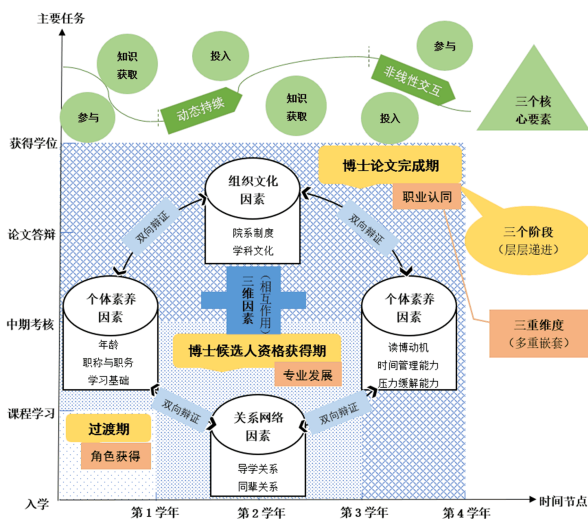 主要任务
知识
获取
投入
参与
参与
动态持续
知识
获取
投入
非线性交互
三个核
心要素
获得学位
组织文化
因素
院系制度
学科文化
博士论文完成期
职业认同
双向辩证
双向辩证
三个阶段
（层层递进）
论文答辩
个体素养
因素
年龄
职称与职务
学习基础
三维因素
（相互作用）
个体素养
因素
读博动机
时间管理能力
压力缓解能力
三重维度
（多重嵌套）
中期考核
博士候选人资格获得期
专业发展
双向辩证
双向辩证
课程学习
过渡期
角色获得
关系网络
因素
导学关系
同辈关系
入学
第1学年
第2学年
第3学年
第4学年
时间节点